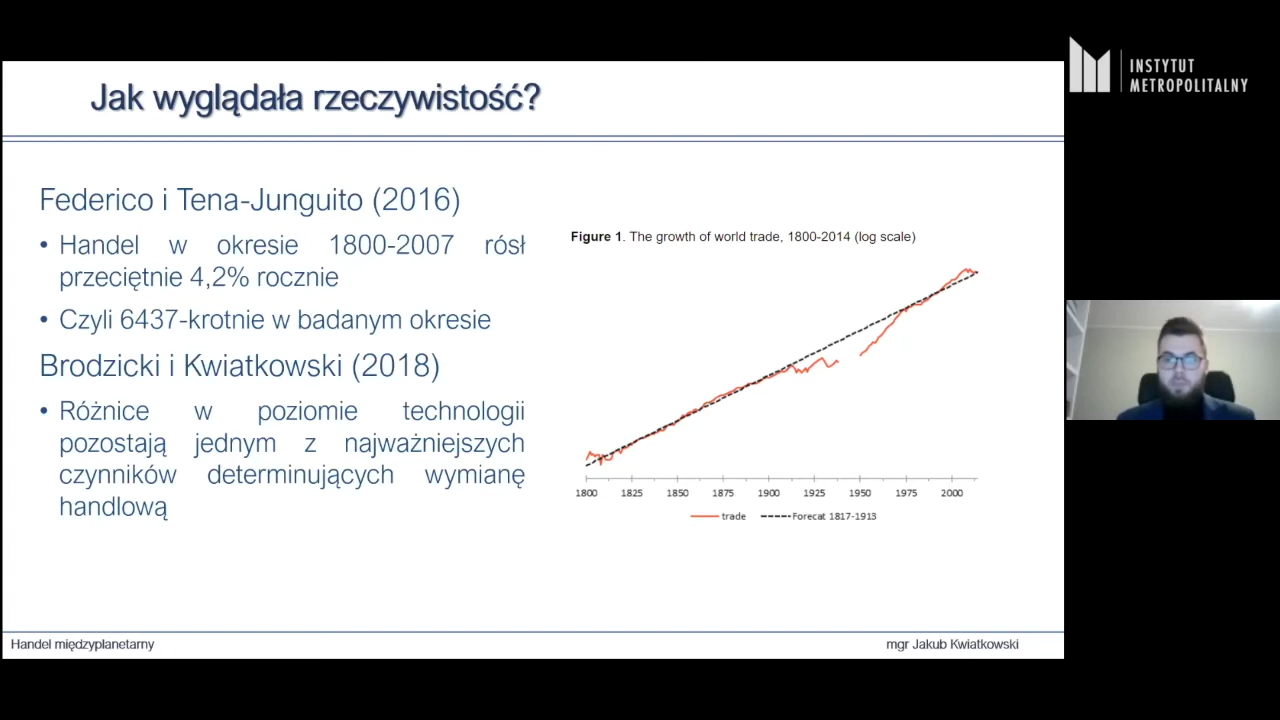 Jak wyglądała rzeczywistość?
INSTYTUT
METROPOLITALNY
Federico i Tena-Junguito (2016)
• Handel w okresie 1800-2007 rósł
przeciętnie 4,2% rocznie
• Czyli 6437-krotnie w badanym okresie
Brodzicki i Kwiatkowski (2018)
• Różnice w poziomie technologii
pozostają jednym z najważniejszych
czynników determinujących wymianę
handlową
Figure 1. The growth of world trade, 1800-2014 (log scale)
1800 1825 1850 1875 1900 1925 1950 1975 2000
trade Forecat 1817-1913
Handel międzyplanetarny
mgr Jakub Kwiatkowski